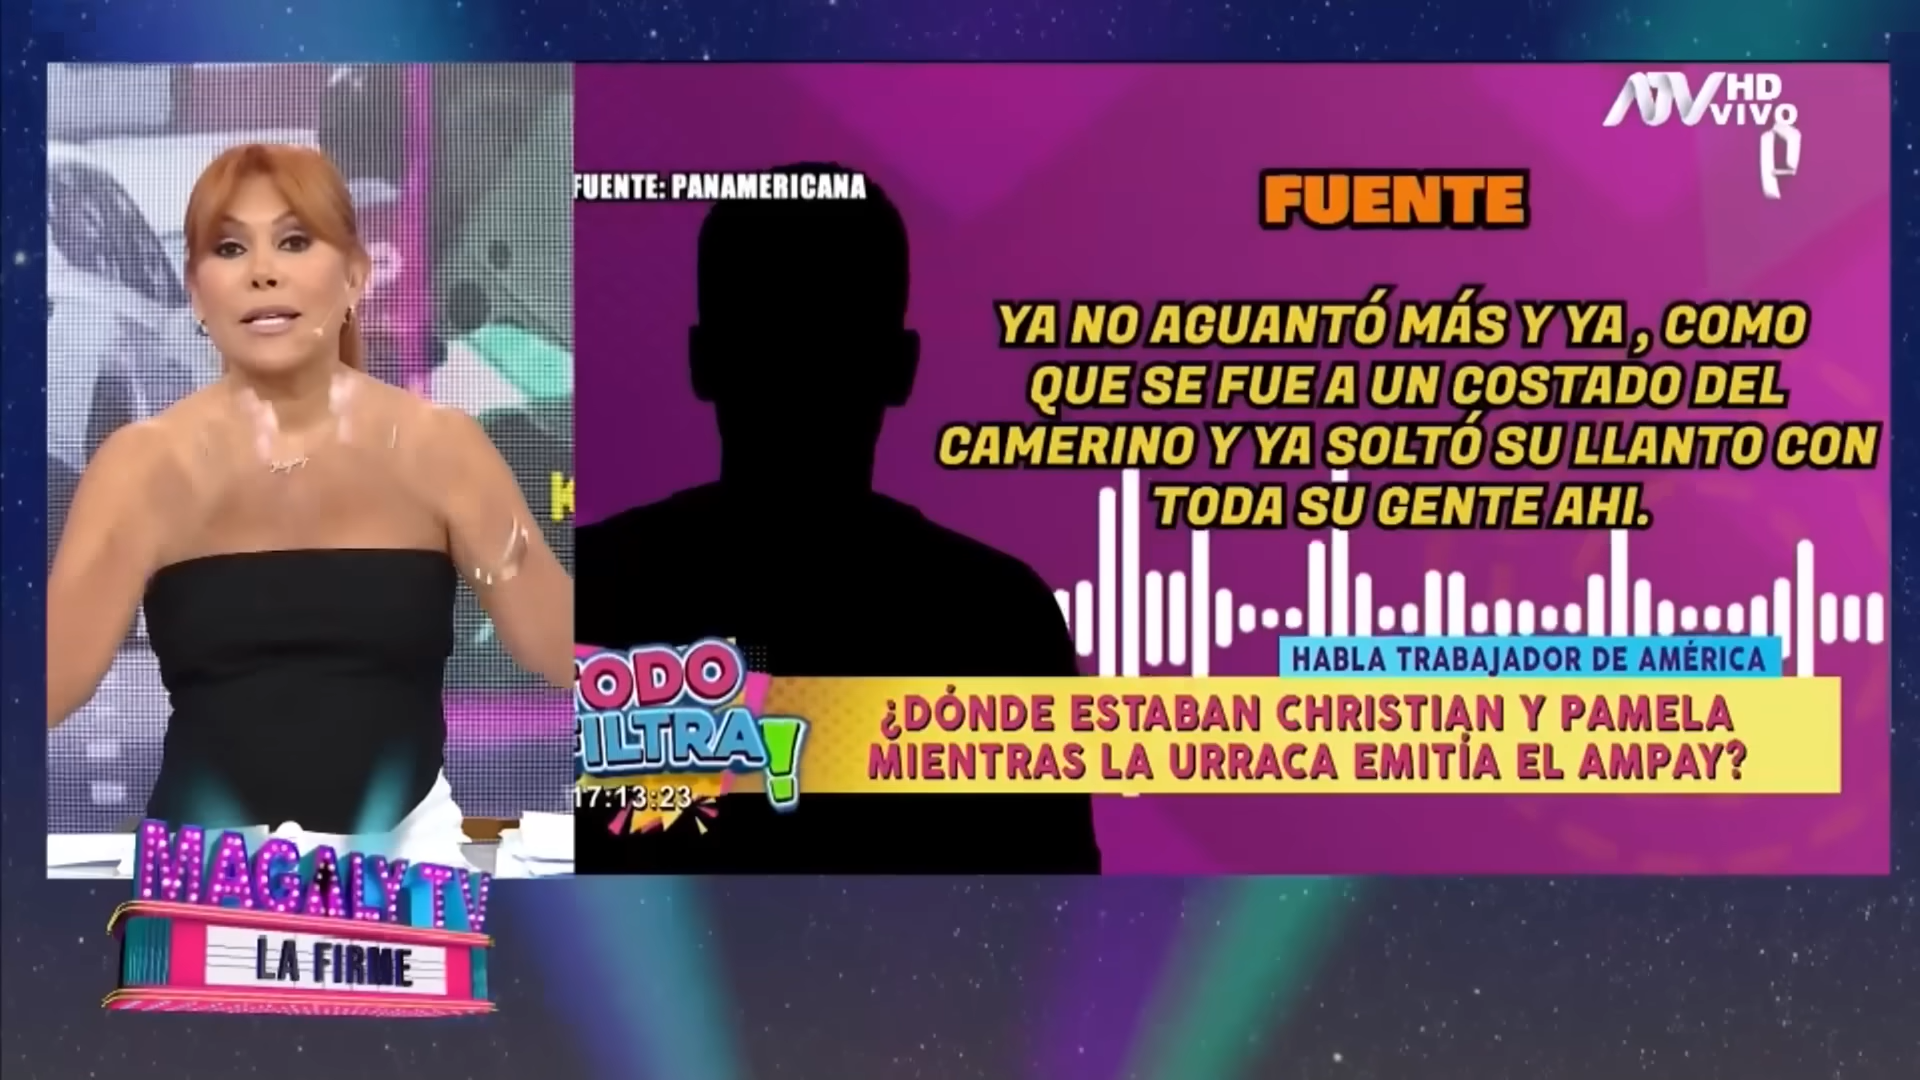 ATV HD
VIVO
FUENTE: PANAMERICANA
FUENTE
YA NO AGUANTÓ MÁS Y YA , COMO
QUE SE FUE A UN COSTADO DEL
CAMERINO Y YA SOLTÓ SU LLANTO CON
TODA SU GENTE AHI.
HABLA TRABAJADOR DE AMÉRICA
TODO
FILTRA!
¿DÓNDE ESTABAN CHRISTIAN Y PAMELA
MIENTRAS LA URRACA EMITÍA EL AMPAY?
17:13:23
MAGALY TV
LA FIRME